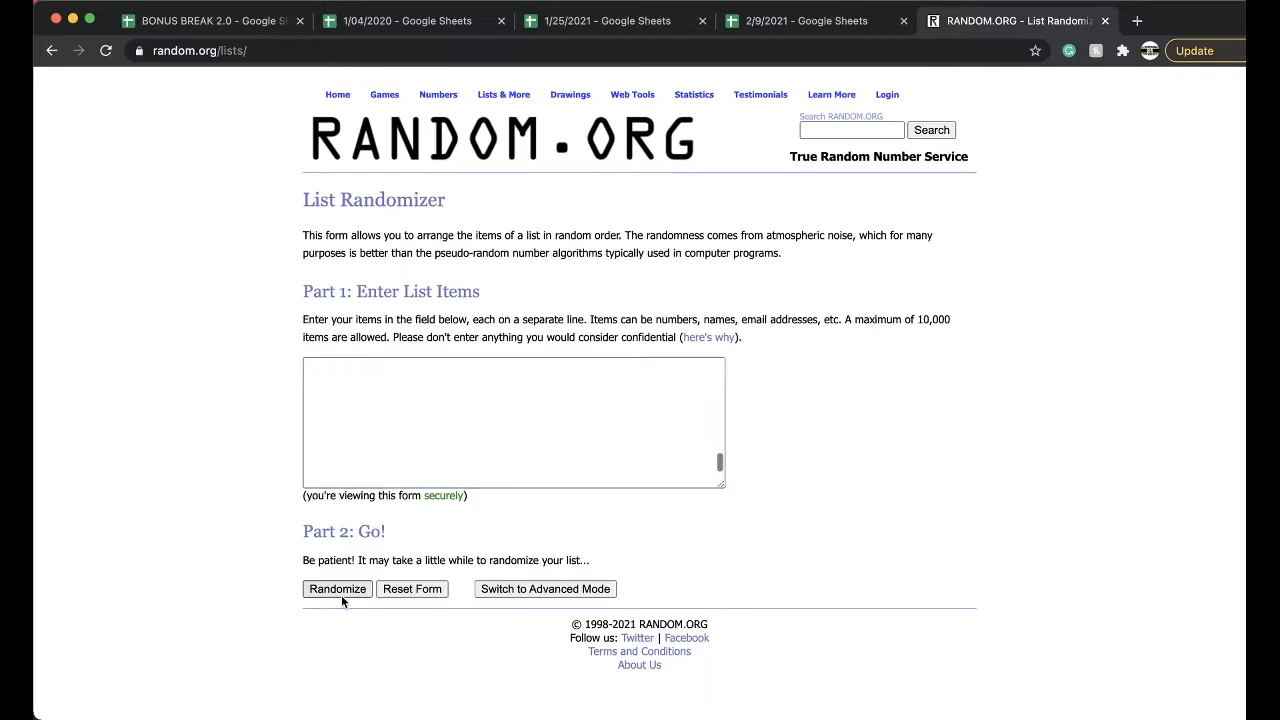 BONUS BREAK 2.0 - Google S
1/04/2020 - Google Sheets
1/25/2021 - Google Sheets
2/9/2021 - Google Sheets
RANDOM.ORG - List Randomiz
random.org/lists/
Update
Home Games Numbers Lists & More Drawings Web Tools Statistics Testimonials Learn More Login
RANDOM.ORG
Search RANDOM.ORG
Search
True Random Number Service
List Randomizer
This form allows you to arrange the items of a list in random order. The randomness comes from atmospheric noise, which for many
purposes is better than the pseudo-random number algorithms typically used in computer programs.
Part 1: Enter List Items
Enter your items in the field below, each on a separate line. Items can be numbers, names, email addresses, etc. A maximum of 10,000
items are allowed. Please don't enter anything you would consider confidential (here's why).
(you're viewing this form securely)
Part 2: Go!
Be patient! It may take a little while to randomize your list...
Randomize Reset Form Switch to Advanced Mode
© 1998-2021 RANDOM.ORG
Follow us: Twitter | Facebook
Terms and Conditions
About Us